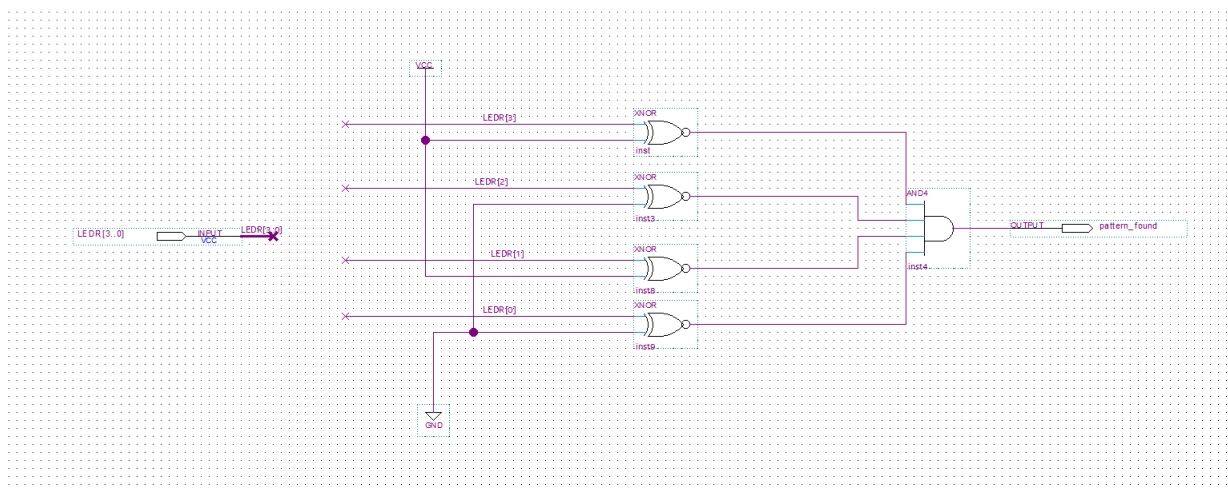 VCC
XNOR
LEDR[3]
inst
XNOR
LEDR[2]
AND4
inst3
LEDR[3..0]
INPUT
VCC
LEDR[3..0]
OUTPUT
pattern_found
XNOR
LEDR[1]
inst4
inst8
XNOR
LEDR[0]
inst9
GND